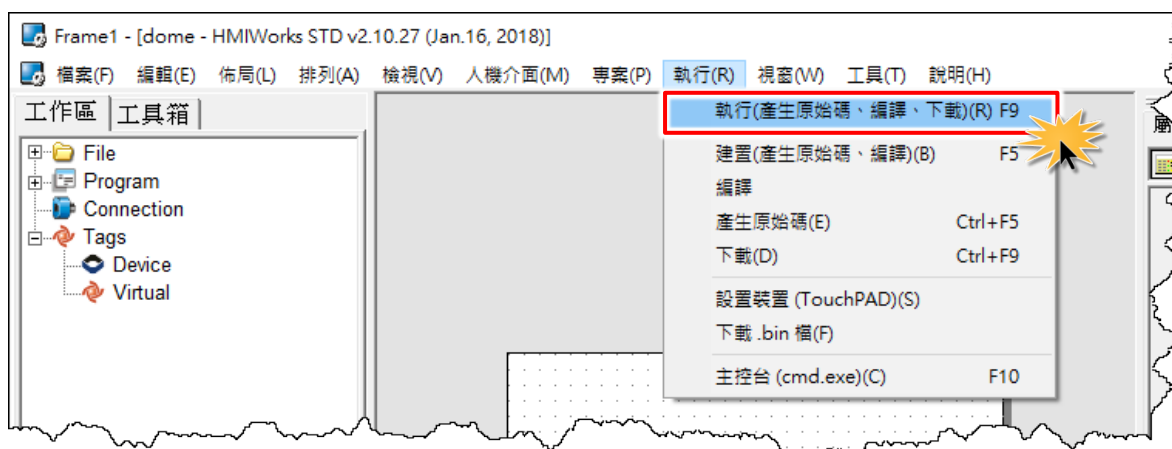 Frame1 - [dome - HMIWorks STD v2.10.27 (Jan.16, 2018)]
檔案(F) 編輯(E) 佈局(L) 排列(A) 檢視(V) 人機介面(M) 專案(P) 執行(R) 視窗(W) 工具(T) 說明(H)
工作區 工具箱
File
Program
Connection
Tags
Device
Virtual
執行(產生原始碼、編譯、下載)(R) F9
建置(產生原始碼、編譯)(B) F5
編譯
產生原始碼(E) Ctrl+F5
下載(D) Ctrl+F9
設置裝置 (TouchPAD)(S)
下載 .bin 檔(F)
主控台 (cmd.exe)(C) F10